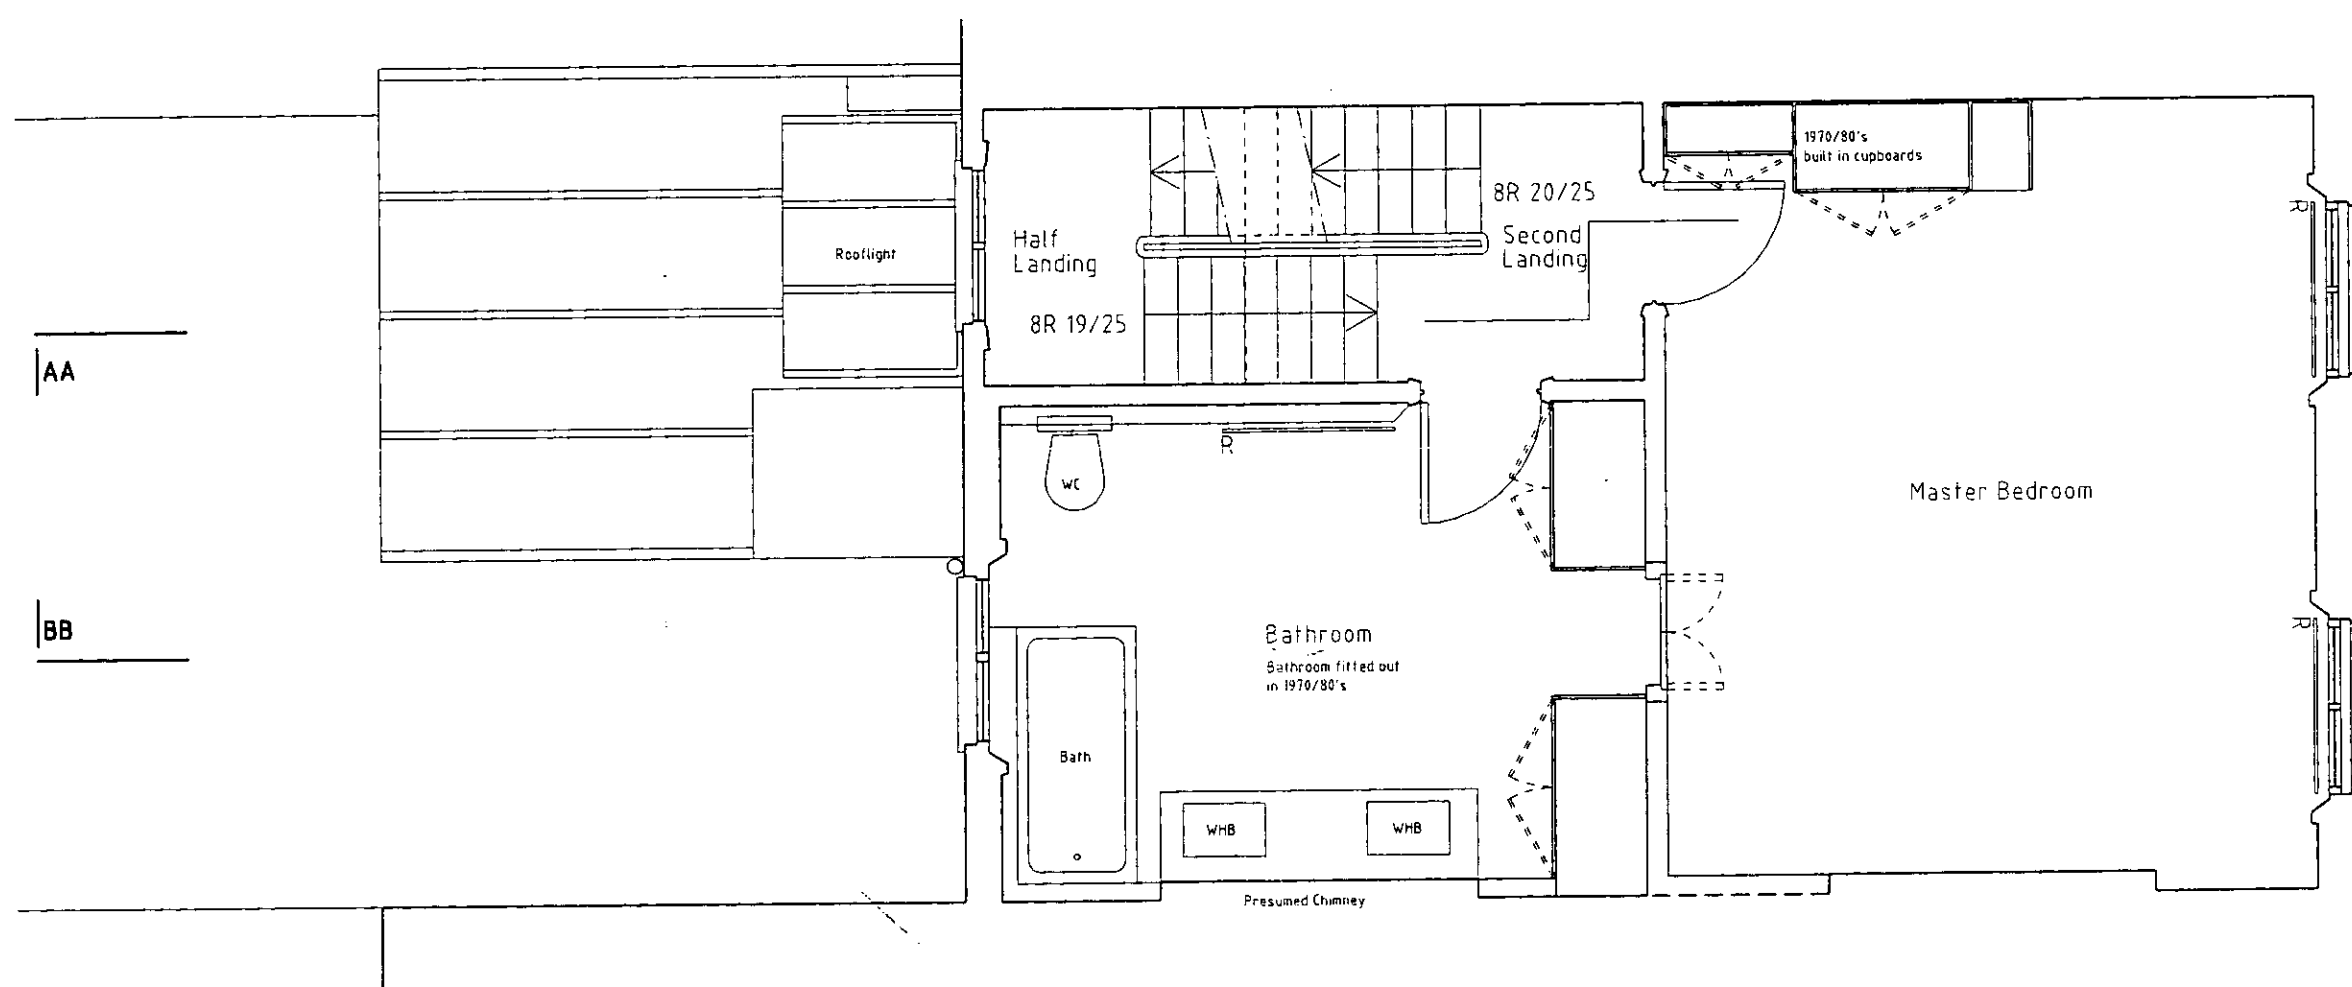 1970/80's
built in cupboards
8R 20/25
R
Half
Landing
Second
Landing
Rooflight
8R 19/25
AA
R
WC
Master Bedroom
BB
R
Bathroom
Bathroom fitted out
in 1970/80's
Bath
WHB
WHB
Presumed Chimney